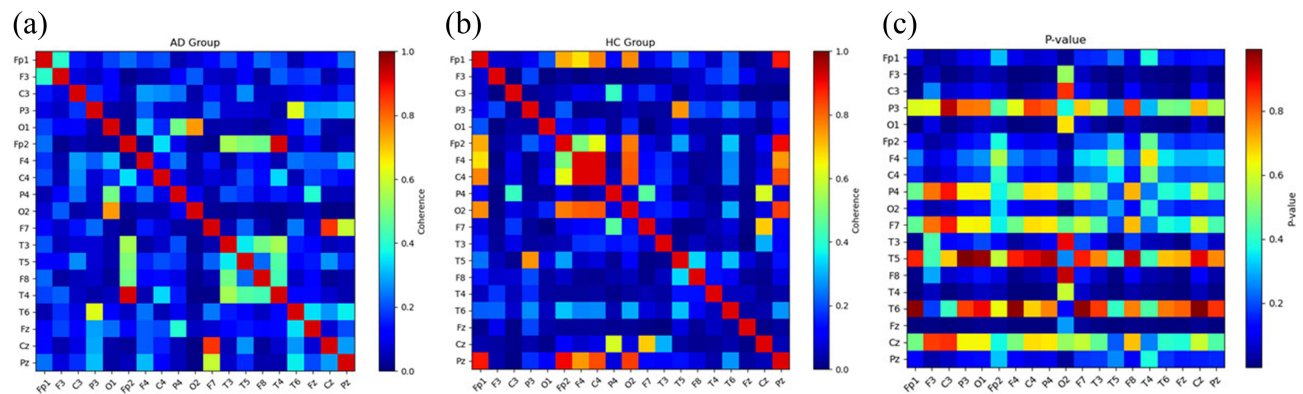 (a)
AD Group
Fp1
F3
C3
P3
O1
Fp2
F4
C4
P4
O2
F7
T3
T5
F8
T4
T6
Fz
Cz
Pz
Fp1 F3 C3 P3 O1 Fp2 F4 C4 P4 O2 F7 T3 T5 F8 T4 T6 Fz Cz Pz
1.0
0.8
0.6
0.4
0.2
0.0
Coherence
(b)
HC Group
Fp1
F3
C3
P3
O1
Fp2
F4
C4
P4
O2
F7
T3
T5
F8
T4
T6
Fz
Cz
Pz
Fp1 F3 C3 P3 O1 Fp2 F4 C4 P4 O2 F7 T3 T5 F8 T4 T6 Fz Cz Pz
1.0
0.8
0.6
0.4
0.2
0.0
Coherence
(c)
P-value
Fp1
F3
C3
P3
O1
Fp2
F4
C4
P4
O2
F7
T3
T5
F8
T4
T6
Fz
Cz
Pz
Fp1 F3 C3 P3 O1 Fp2 F4 C4 P4 O2 F7 T3 T5 F8 T4 T6 Fz Cz Pz
0.8
0.6
0.4
0.2
P-value